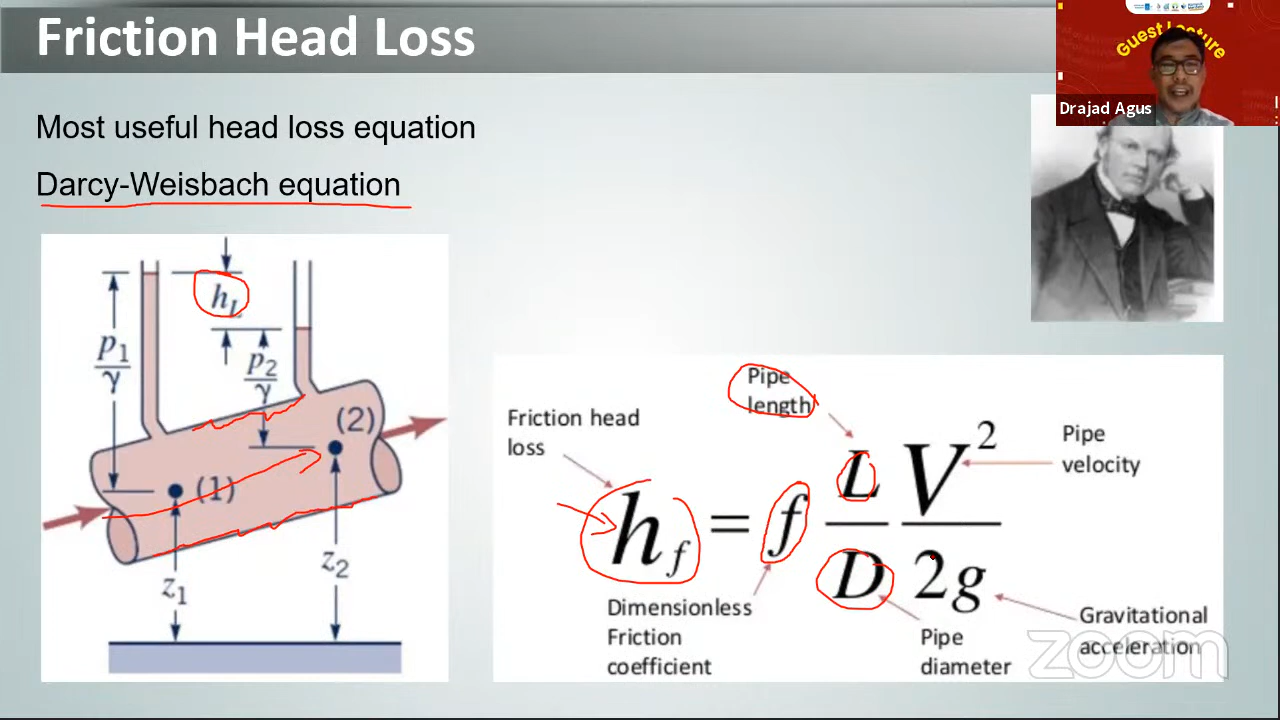 Friction Head Loss
Guest Lecture
Drajad Agus
Most useful head loss equation
Darcy-Weisbach equation
h_L
p_1/γ
p_2/γ
(2)
(1)
z_1
z_2
Pipe
length
Friction head
loss
Pipe
velocity
h_f = f L/D V²/2g
Dimensionless
Friction
coefficient
Pipe
diameter
Gravitational
acceleration
zoom